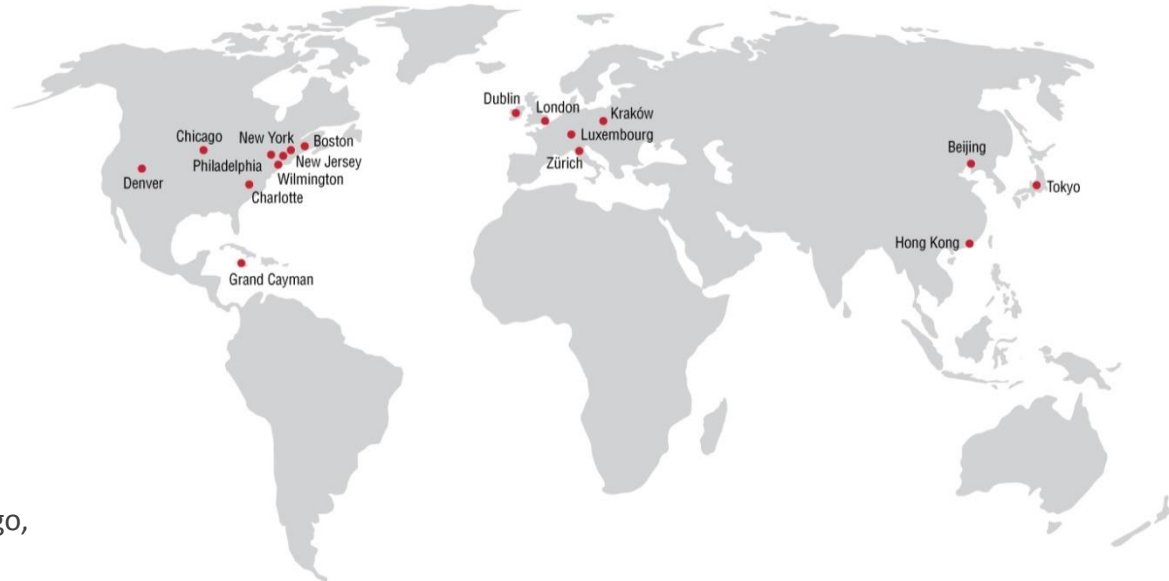 Dublin
London
Kraków
Luxembourg
Zürich
Chicago
New York
Boston
Philadelphia
New Jersey
Wilmington
Denver
Charlotte
Grand Cayman
Beijing
Tokyo
Hong Kong
go,